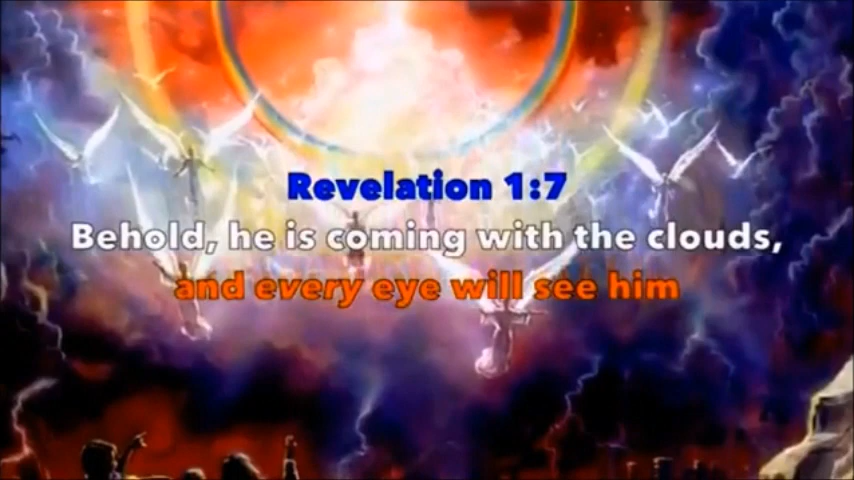 Revelation 1:7
Behold, he is coming with the clouds,
and every eye will see him